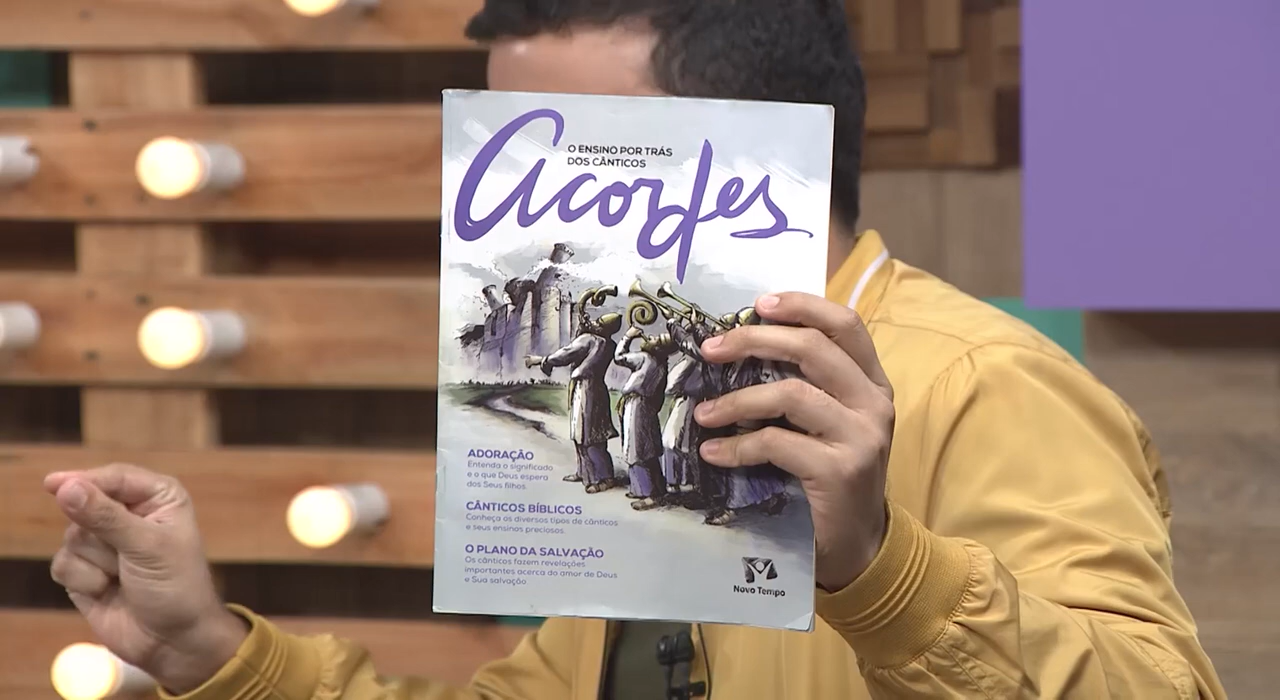 Acordes
O ENSINO POR TRÁS
DOS CÂNTICOS
ADORAÇÃO
Entenda o significado
e o que Deus espera
dos Seus filhos.
CÂNTICOS BÍBLICOS
Conheça os diversos tipos de cânticos
e seus ensinos preciosos.
O PLANO DA SALVAÇÃO
Os cânticos fazem revelações
importantes acerca do amor de Deus
e Sua salvação.
Novo Tempo